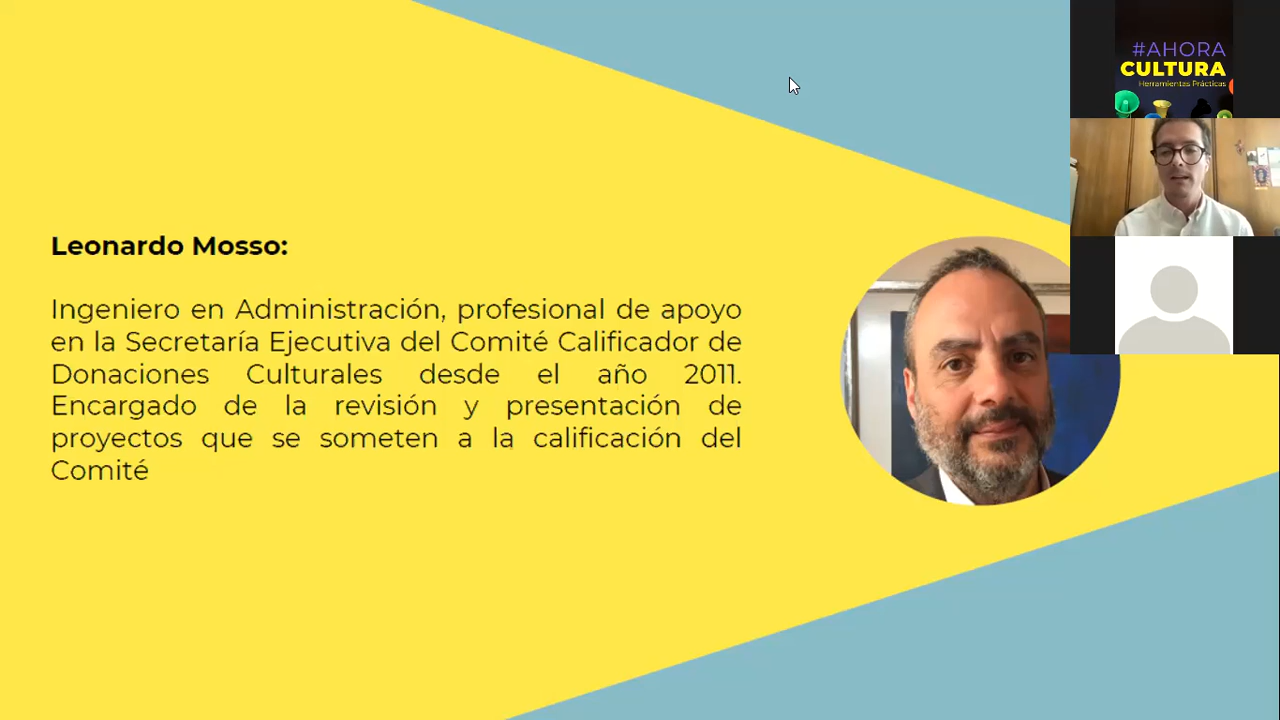 Leonardo Mosso:
Ingeniero en Administración, profesional de apoyo
en la Secretaría Ejecutiva del Comité Calificador de
Donaciones Culturales desde el año 2011.
Encargado de la revisión y presentación de
proyectos que se someten a la calificación del
Comité
#AHORA
CULTURA
Herramientas Prácticas